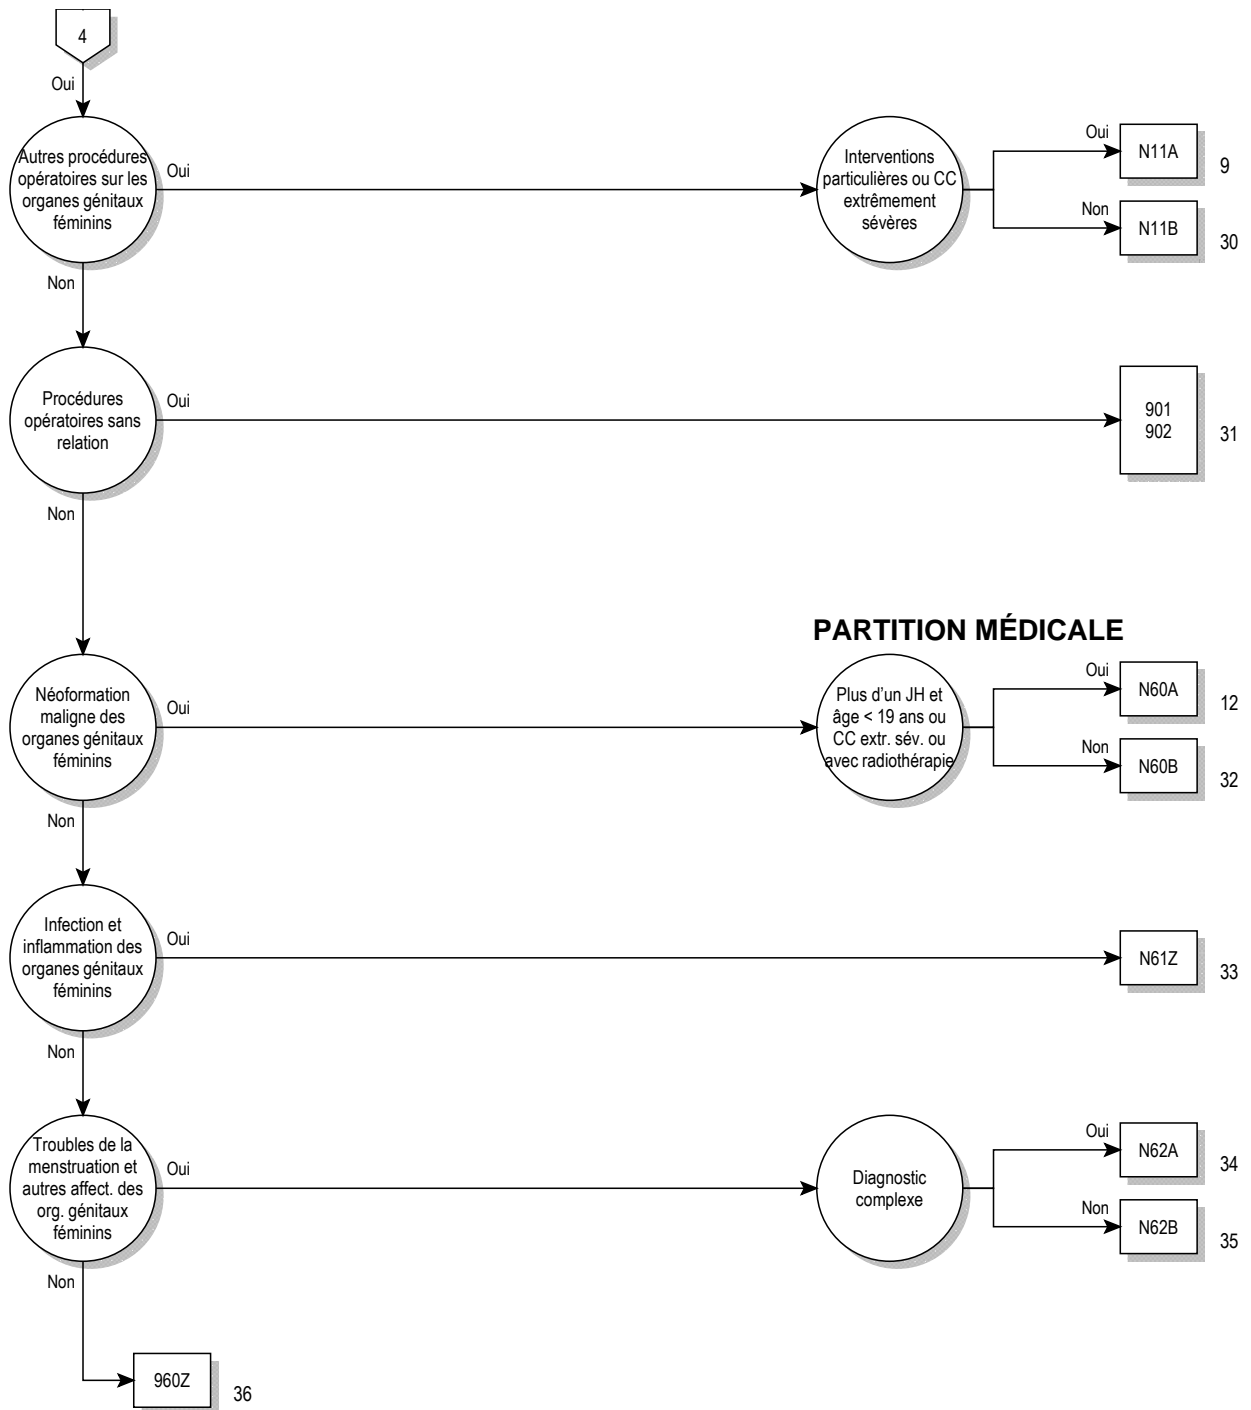 4
Oui
Autres procédures
opératoires sur les
organes génitaux
féminins
Oui
Interventions
particulières ou CC
extrêmement
sévères
Oui
N11A
9
Non
N11B
30
Non
Procédures
opératoires sans
relation
Oui
901
902
31
Non
PARTITION MÉDICALE
Néoformation
maligne des
organes génitaux
féminins
Oui
Plus d'un JH et
âge < 19 ans ou
CC extr. sév. ou
avec radiothérapie
Oui
N60A
12
Non
N60B
32
Non
Infection et
inflammation des
organes génitaux
féminins
Oui
N61Z
33
Non
Troubles de la
menstruation et
autres affect. des
org. génitaux
féminins
Oui
Diagnostic
complexe
Oui
N62A
34
Non
N62B
35
Non
960Z
36